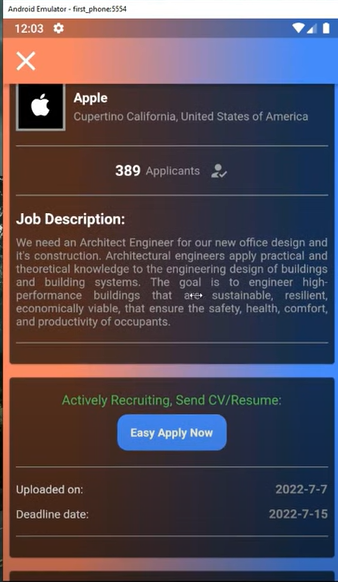 Android Emulator - first_phone:5554
12:03
Apple
Cupertino California, United States of America
389 Applicants
Job Description:
We need an Architect Engineer for our new office design and
it's construction. Architectural engineers apply practical and
theoretical knowledge to the engineering design of buildings
and building systems. The goal is to engineer high-
performance buildings that are sustainable, resilient,
economically viable, that ensure the safety, health, comfort,
and productivity of occupants.
Actively Recruiting, Send CV/Resume:
Easy Apply Now
Uploaded on: 2022-7-7
Deadline date: 2022-7-15